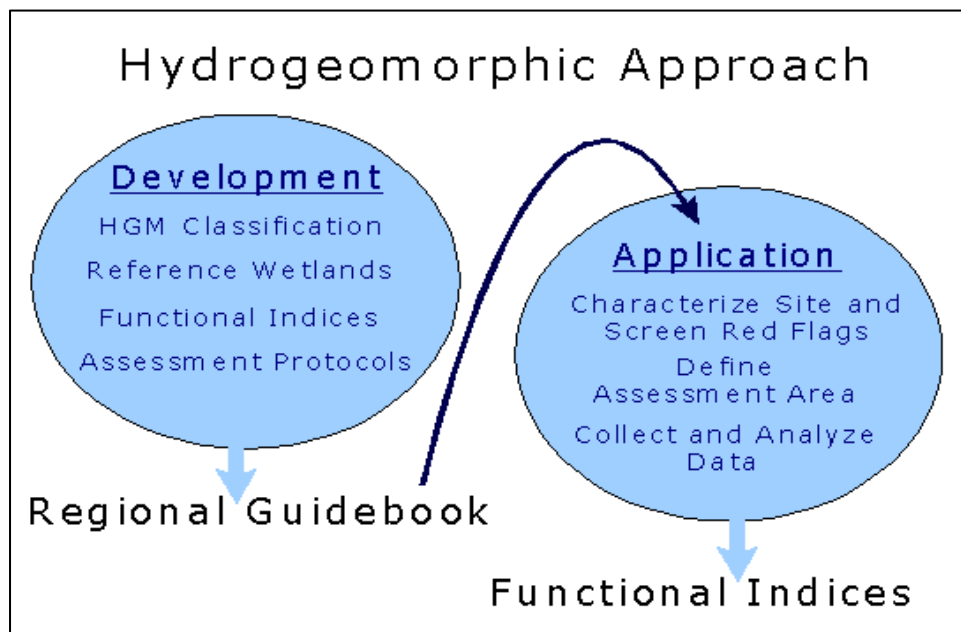 Hydrogeomorphic Approach
Development
HGM Classification
Reference Wetlands
Functional Indices
Assessment Protocols
Regional Guidebook
Application
Characterize Site and
Screen Red Flags
Define
Assessment Area
Collect and Analyze
Data
Functional Indices